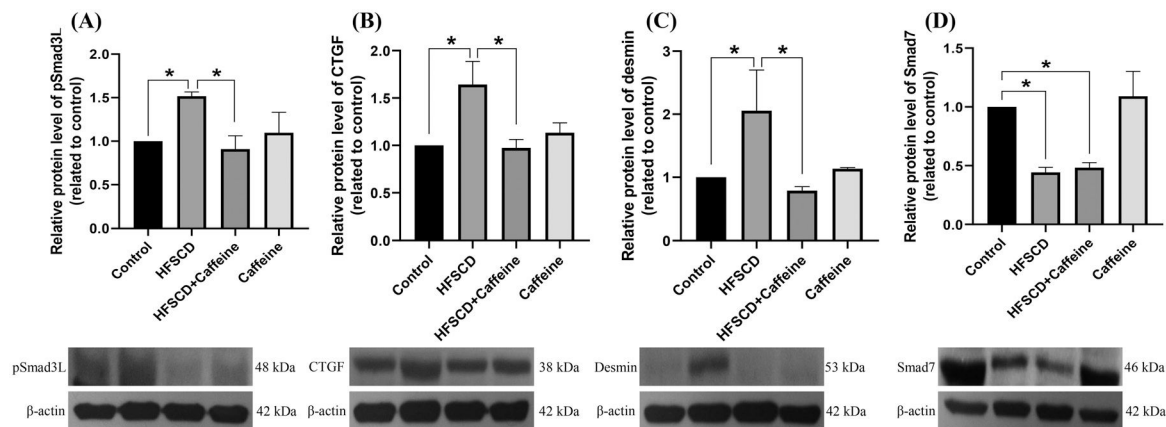 (A)
Relative protein level of pSmad3L
(related to control)
2.0
1.5
1.0
0.5
0.0
*
*
Control
HFSCD
HFSCD+Caffeine
Caffeine
pSmad3L
48 kDa
β-actin
42 kDa
(B)
Relative protein level of CTGF
(related to control)
2.0
1.5
1.0
0.5
0.0
*
*
Control
HFSCD
HFSCD+Caffeine
Caffeine
CTGF
38 kDa
β-actin
42 kDa
(C)
Relative protein level of desmin
(related to control)
3
2
1
0
*
*
Control
HFSCD
HFSCD+Caffeine
Caffeine
Desmin
53 kDa
β-actin
42 kDa
(D)
Relative protein level of Smad7
(related to control)
1.5
1.0
0.5
0.0
*
*
Control
HFSCD
HFSCD+Caffeine
Caffeine
Smad7
46 kDa
β-actin
42 kDa